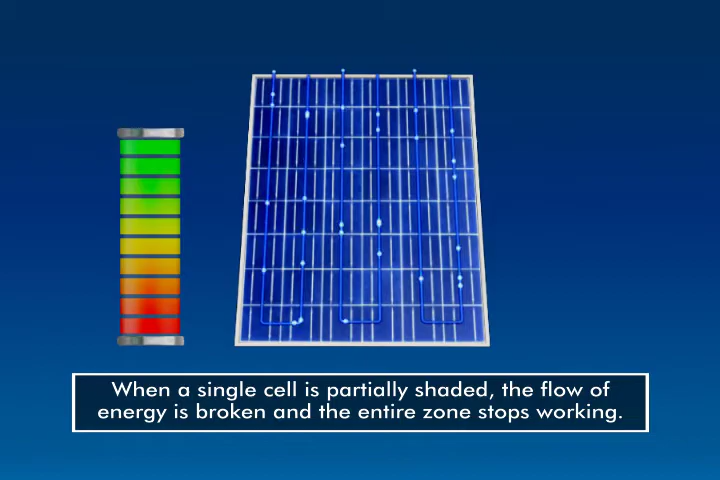 When a single cell is partially shaded, the flow of
energy is broken and the entire zone stops working.